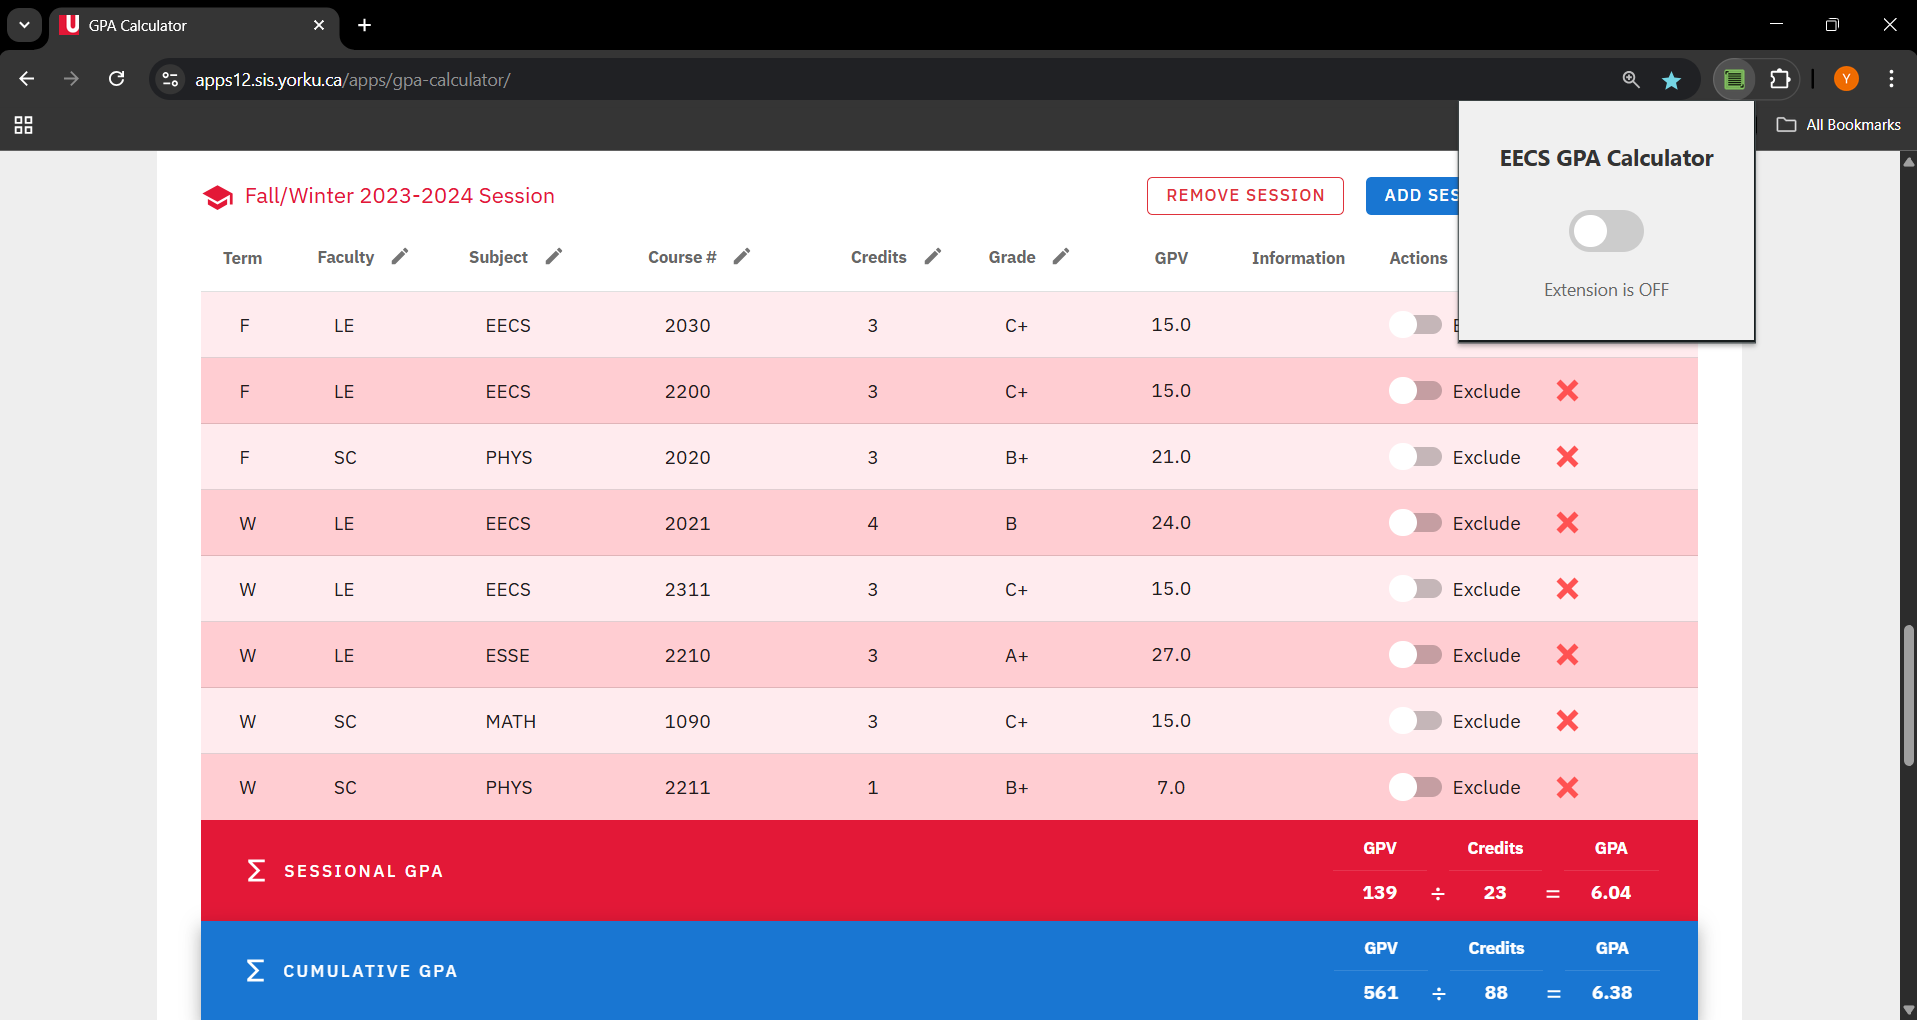 GPA Calculator
apps12.sis.yorku.ca/apps/gpa-calculator/
Y
All Bookmarks
EECS GPA Calculator
Extension is OFF
Fall/Winter 2023-2024 Session
REMOVE SESSION
ADD SES
Term Faculty Subject Course # Credits Grade GPV Information Actions
F LE EECS 2030 3 C+ 15.0
F LE EECS 2200 3 C+ 15.0 Exclude
F SC PHYS 2020 3 B+ 21.0 Exclude
W LE EECS 2021 4 B 24.0 Exclude
W LE EECS 2311 3 C+ 15.0 Exclude
W LE ESSE 2210 3 A+ 27.0 Exclude
W SC MATH 1090 3 C+ 15.0 Exclude
W SC PHYS 2211 1 B+ 7.0 Exclude
GPV Credits GPA
Σ SESSIONAL GPA
139 ÷ 23 = 6.04
GPV Credits GPA
Σ CUMULATIVE GPA
561 ÷ 88 = 6.38